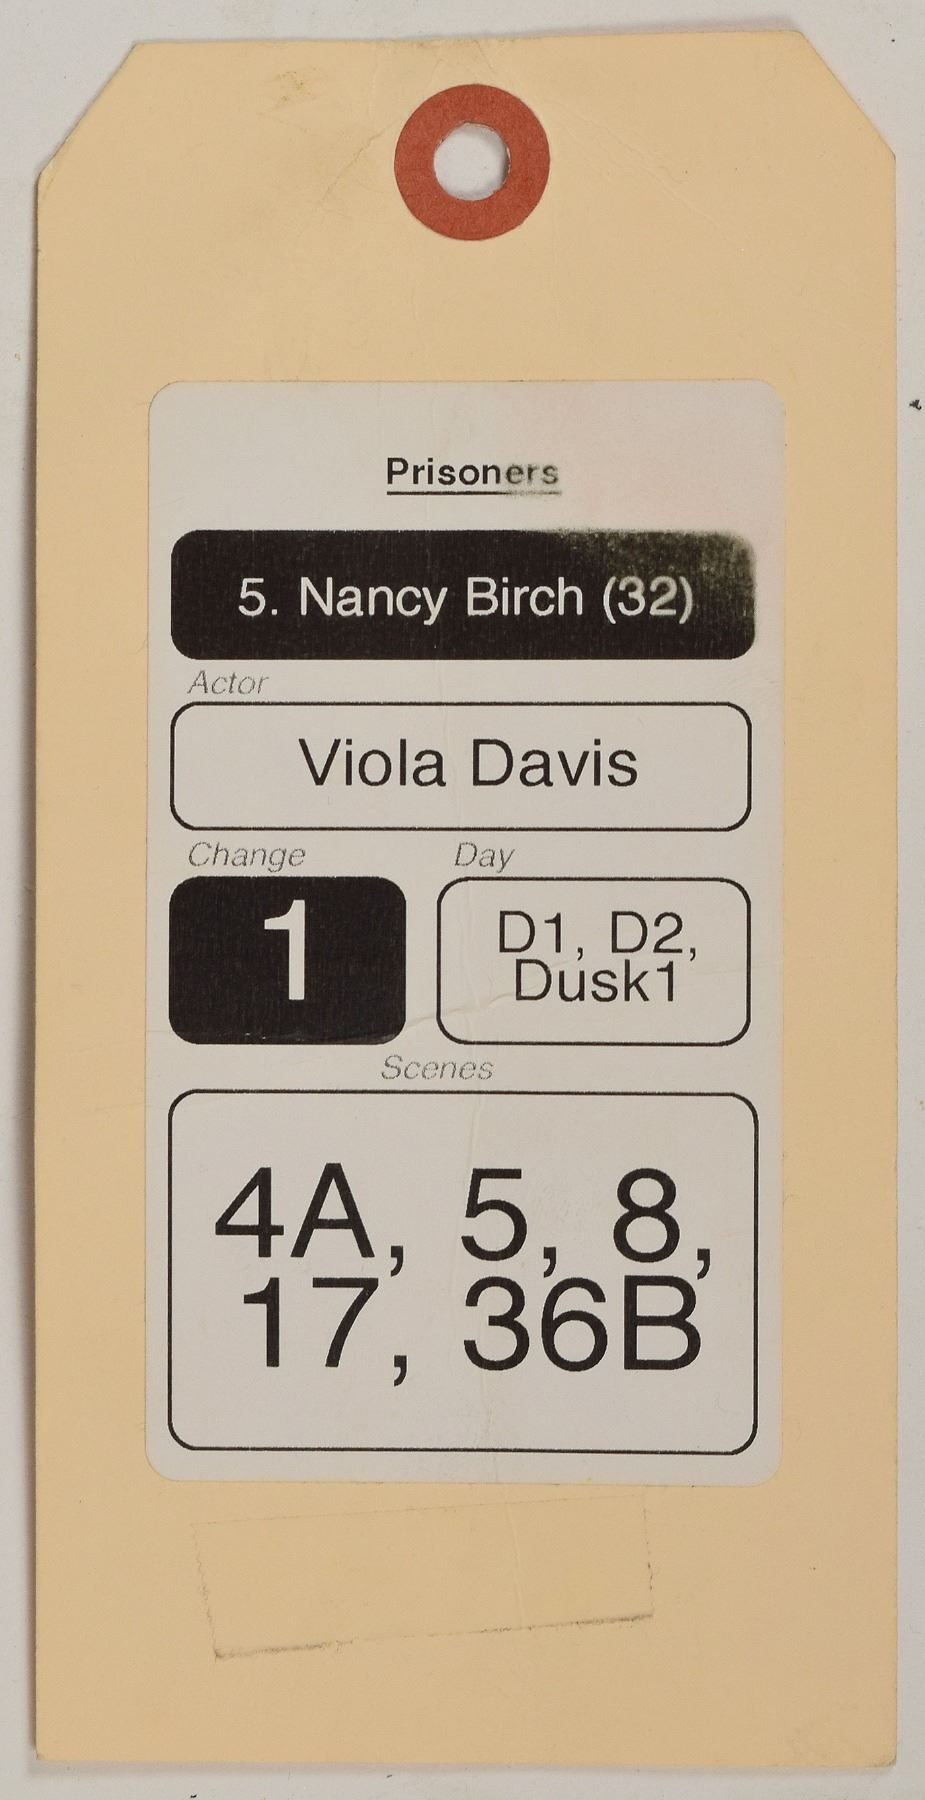 Prisoners
5. Nancy Birch (32)
Actor
Viola Davis
Change
Day
1
D1, D2,
Dusk1
Scenes
4A, 5, 8,
17, 36B